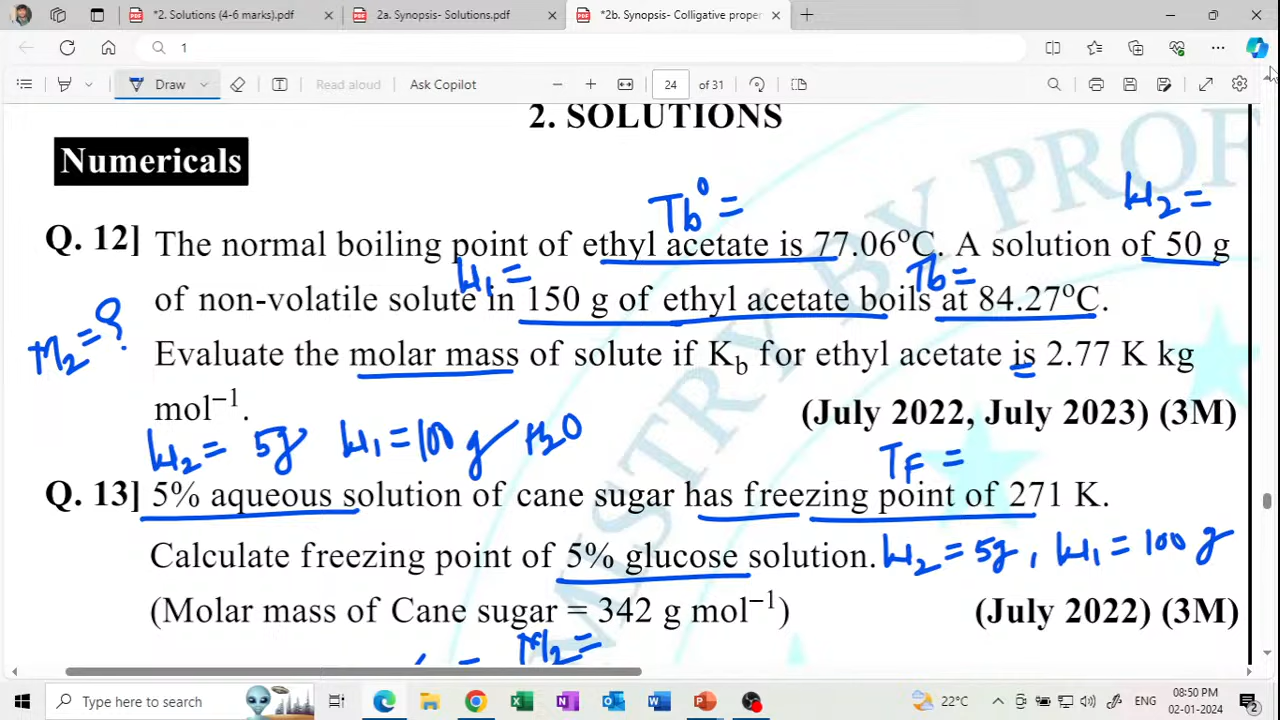 *2. Solutions (4-6 marks).pdf
2a. Synopsis- Solutions.pdf
*2b. Synopsis- Colligative proper
1
Draw
Read aloud
Ask Copilot
24 of 31
2. SOLUTIONS
STUDY BY PROF
Numericals
Tb⁰ =
W₂ =
Q. 12] The normal boiling point of ethyl acetate is 77.06°C. A solution of 50 g
W₁ =
Tb =
of non-volatile solute in 150 g of ethyl acetate boils at 84.27°C.
M₂ = ?
Evaluate the molar mass of solute if K_b for ethyl acetate is 2.77 K kg
mol⁻¹. (July 2022, July 2023) (3M)
W₂ = 5g W₁ = 100 g H₂O
TF =
Q. 13] 5% aqueous solution of cane sugar has freezing point of 271 K.
Calculate freezing point of 5% glucose solution. W₂ = 5g, W₁ = 100 g
(Molar mass of Cane sugar = 342 g mol⁻¹) (July 2022) (3M)
M₂ =
Type here to search
22°C
ENG
08:50 PM
02-01-2024
2